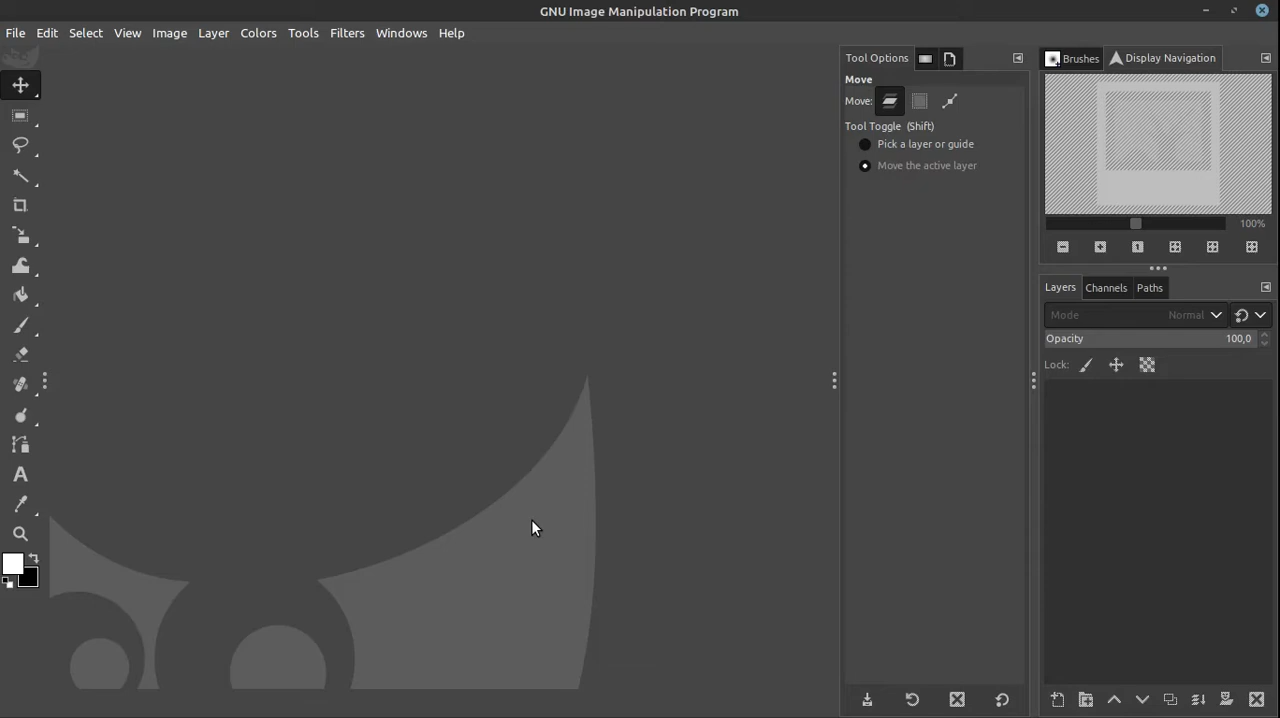 GNU Image Manipulation Program
File Edit Select View Image Layer Colors Tools Filters Windows Help
Tool Options
Brushes Display Navigation
Move
Move:
Tool Toggle (Shift)
Pick a layer or guide
Move the active layer
100%
Layers Channels Paths
Mode Normal
Opacity 100,0
Lock:
A